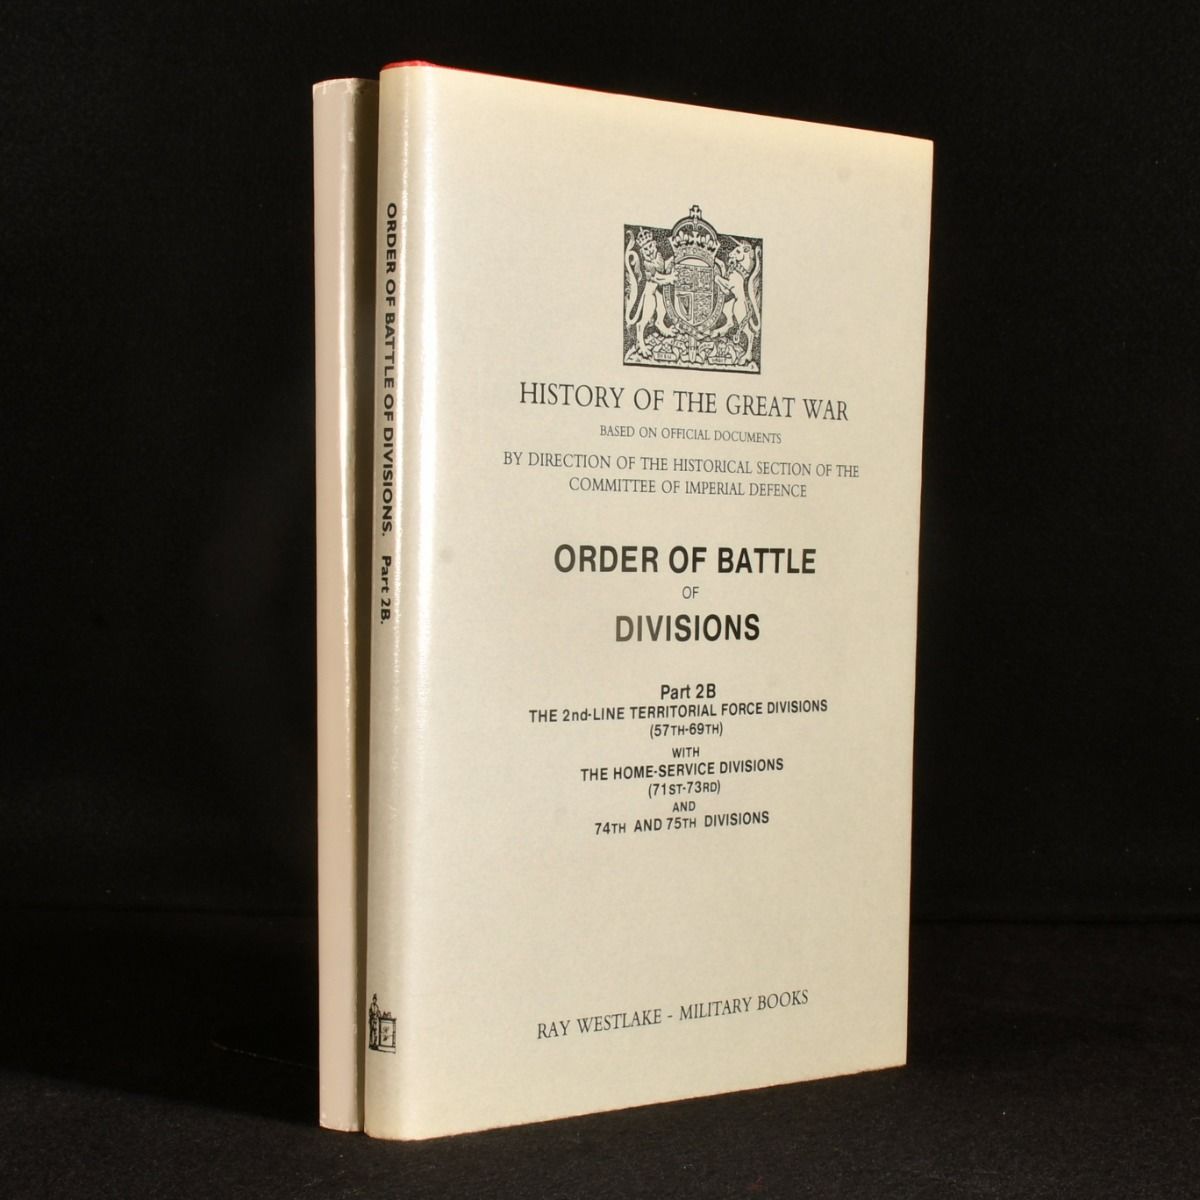 ORDER OF BATTLE OF DIVISIONS. Part 2B.
HISTORY OF THE GREAT WAR
BASED ON OFFICIAL DOCUMENTS
BY DIRECTION OF THE HISTORICAL SECTION OF THE
COMMITTEE OF IMPERIAL DEFENCE
ORDER OF BATTLE
OF
DIVISIONS
Part 2B
THE 2nd-LINE TERRITORIAL FORCE DIVISIONS
(57TH-69TH)
WITH
THE HOME-SERVICE DIVISIONS
(71ST-73RD)
AND
74TH AND 75TH DIVISIONS
RAY WESTLAKE - MILITARY BOOKS